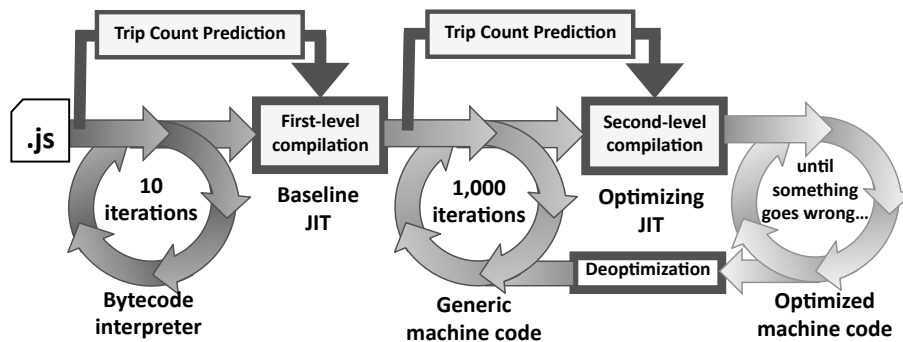 Trip Count Prediction
Trip Count Prediction
.js
10
iterations
First-level
compilation
Baseline
JIT
1,000
iterations
Second-level
compilation
Optimizing
JIT
until
something
goes wrong...
Deoptimization
Bytecode
interpreter
Generic
machine code
Optimized
machine code